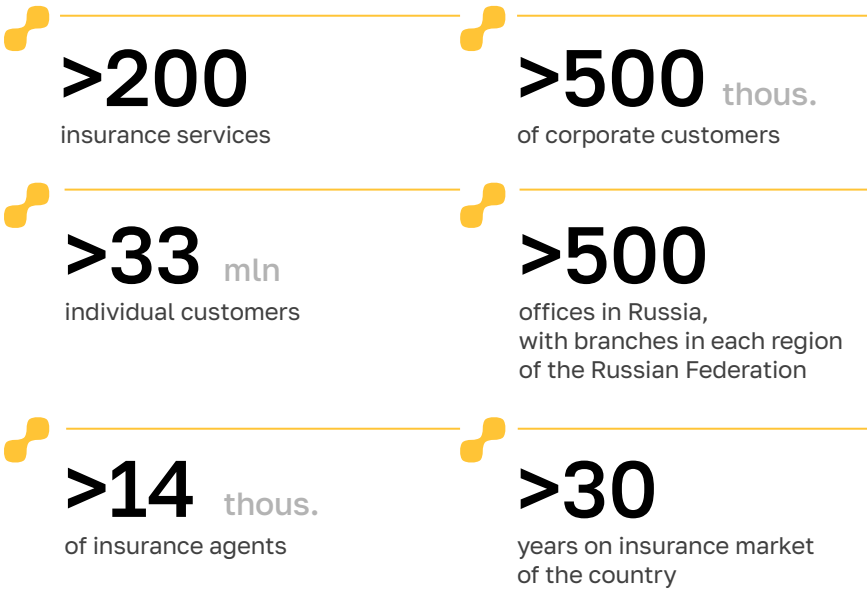 >200
insurance services
>500 thous.
of corporate customers
>33 mln
individual customers
>500
offices in Russia,
with branches in each region
of the Russian Federation
>14 thous.
of insurance agents
>30
years on insurance market
of the country